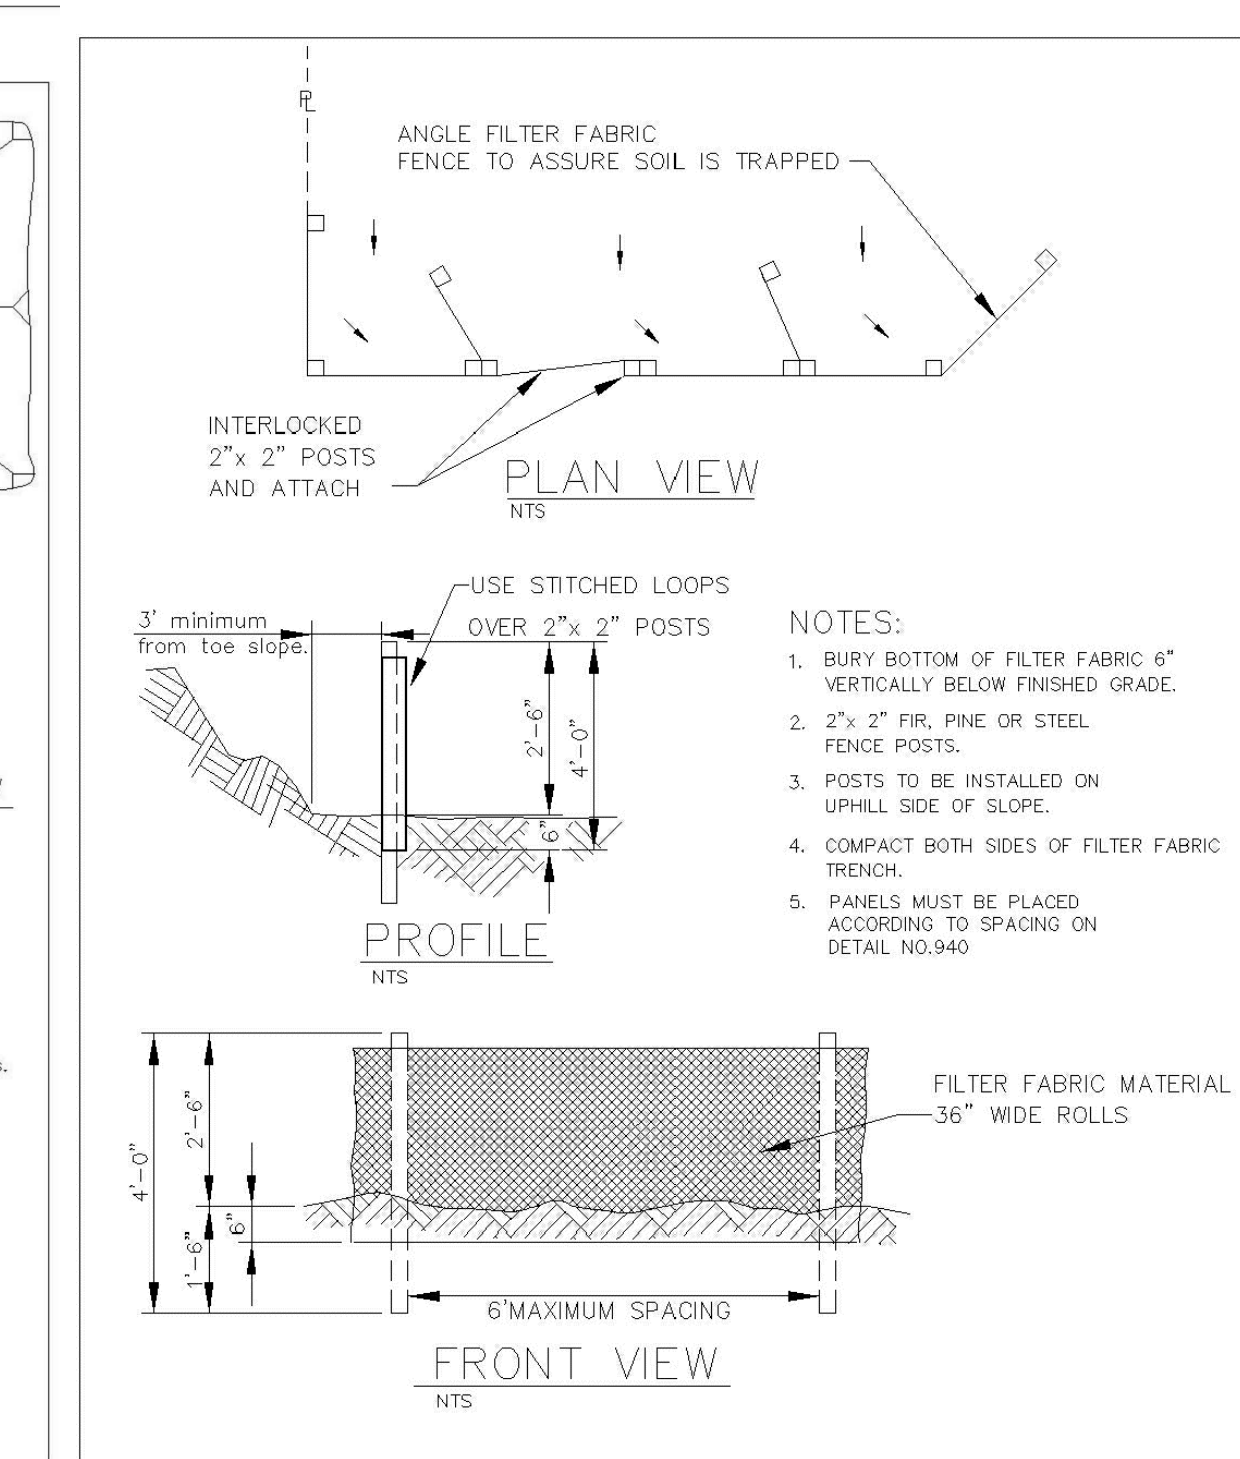 PL
ANGLE FILTER FABRIC
FENCE TO ASSURE SOIL IS TRAPPED
INTERLOCKED
2"x 2" POSTS
AND ATTACH
PLAN VIEW
NTS
USE STITCHED LOOPS
OVER 2"x 2" POSTS
3' minimum
from toe slope.
2'-6"
4'-0"
6"
PROFILE
NTS
NOTES:
1. BURY BOTTOM OF FILTER FABRIC 6"
VERTICALLY BELOW FINISHED GRADE.
2. 2"x 2" FIR, PINE OR STEEL
FENCE POSTS.
3. POSTS TO BE INSTALLED ON
UPHILL SIDE OF SLOPE.
4. COMPACT BOTH SIDES OF FILTER FABRIC
TRENCH.
5. PANELS MUST BE PLACED
ACCORDING TO SPACING ON
DETAIL NO.940
4'-0"
2'-6"
1'-6"
6"
FILTER FABRIC MATERIAL
36" WIDE ROLLS
6'MAXIMUM SPACING
FRONT VIEW
NTS